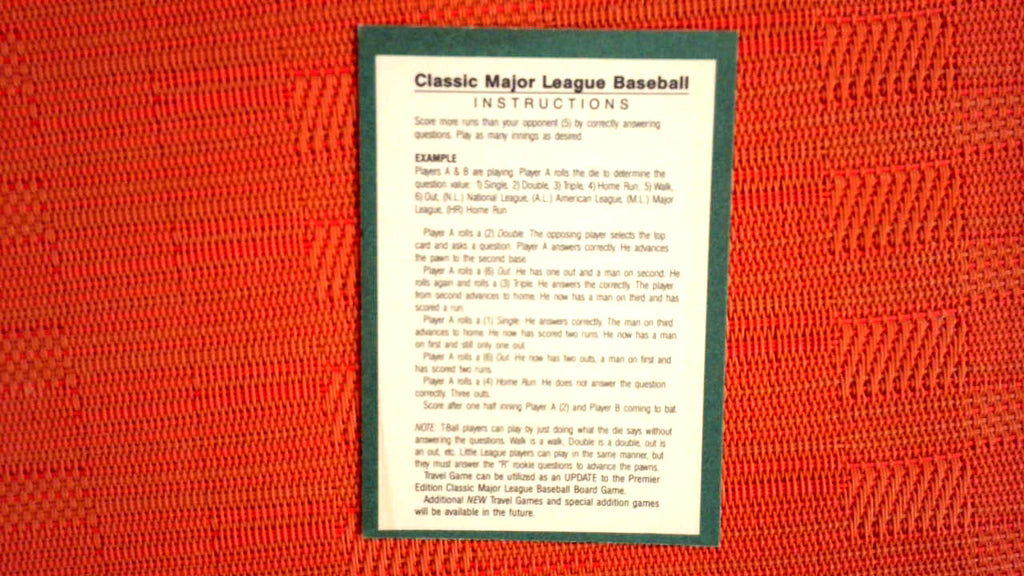 Classic Major League Baseball
INSTRUCTIONS
Score more runs than your opponent (5) by correctly answering
questions. Play as many innings as desired.
EXAMPLE
Players A & B are playing. Player A rolls the die to determine the
question value: 1) Single, 2) Double, 3) Triple, 4) Home Run, 5) Walk,
6) Out, (N.L.) National League, (A.L.) American League, (M.L.) Major
League, (HR) Home Run
Player A rolls a (2) Double. The opposing player selects the top
card and asks a question. Player A answers correctly. He advances
the pawn to the second base.
Player A rolls a (6) Out. He has one out and a man on second. He
rolls again and rolls a (3) Triple. He answers the correctly. The player
from second advances to home. He now has a man on third and has
scored a run.
Player A rolls a (1) Single. He answers correctly. The man on third
advances to home. He now has scored two runs. He now has a man
on first and still only one out.
Player A rolls a (6) Out. He now has two outs, a man on first and
has scored two runs.
Player A rolls a (4) Home Run. He does not answer the question
correctly. Three outs.
Score after one half inning Player A (2) and Player B coming to bat.
NOTE: T-Ball players can play by just doing what the die says without
answering the questions. Walk is a walk, Double is a double, out is
an out, etc. Little League players can play in the same manner, but
they must answer the "R" rookie questions to advance the pawns.
Travel Game can be utilized as an UPDATE to the Premier
Edition Classic Major League Baseball Board Game.
Additional NEW Travel Games and special addition games
will be available in the future.